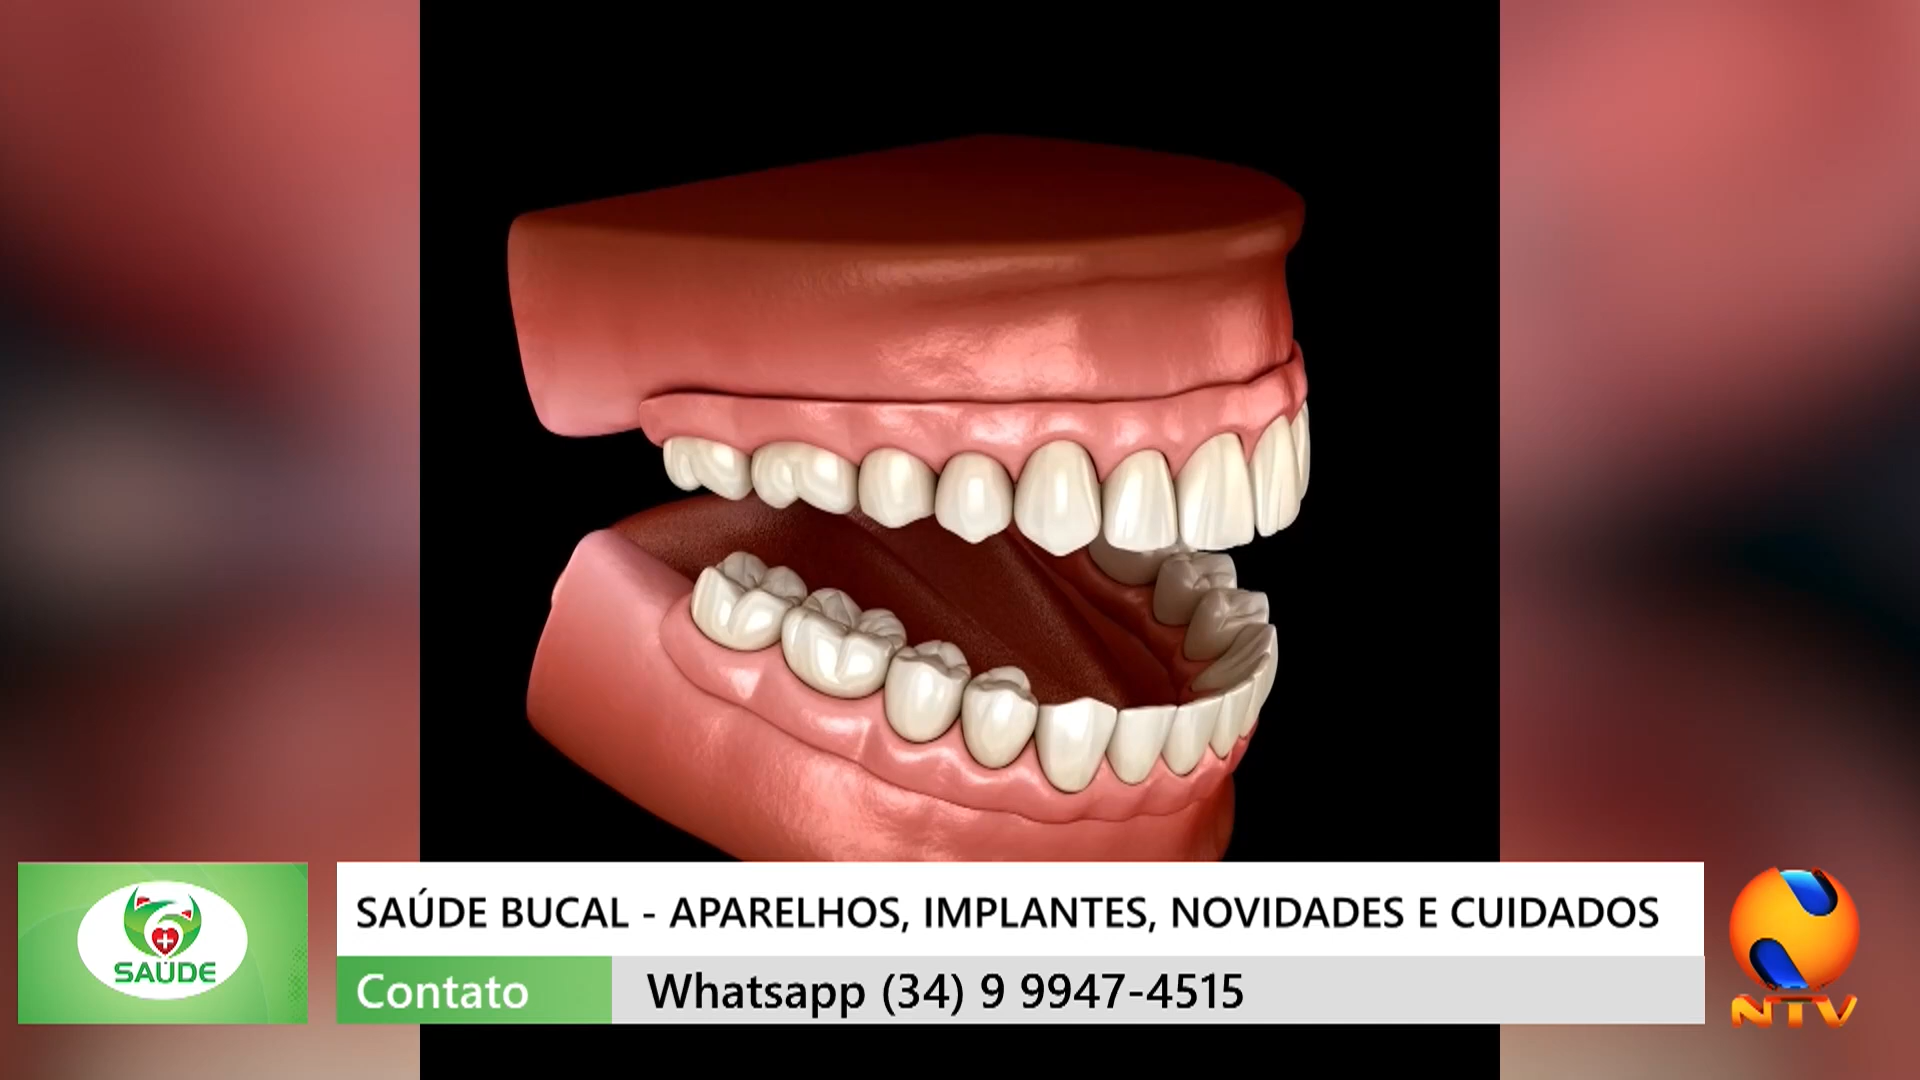 SAÚDE BUCAL - APARELHOS, IMPLANTES, NOVIDADES E CUIDADOS
SAÚDE
Contato
Whatsapp (34) 9 9947-4515
NTV